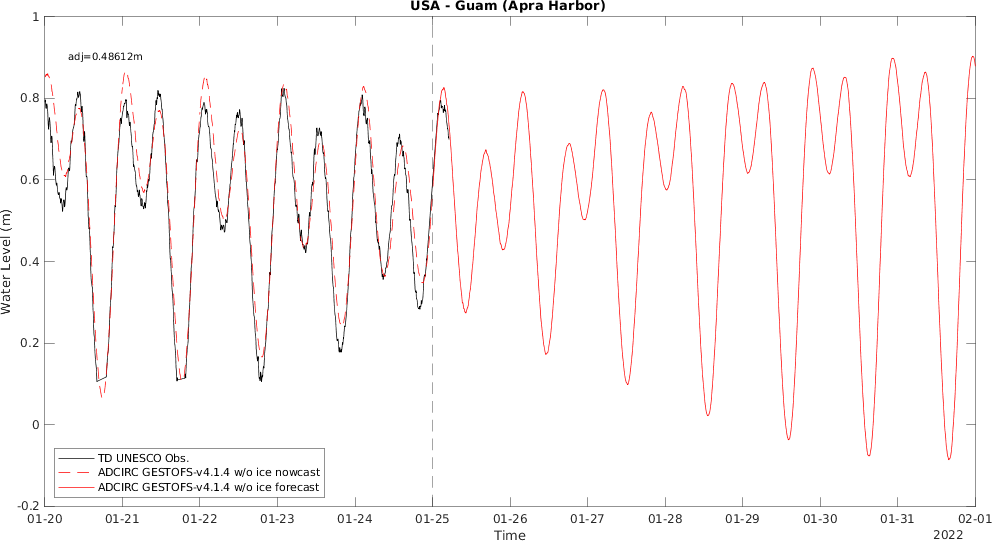 USA - Guam (Apra Harbor)
adj=0.48612m
Water Level (m)
1
0.8
0.6
0.4
0.2
0
-0.2
TD UNESCO Obs.
ADCIRC GESTOFS-v4.1.4 w/o ice nowcast
ADCIRC GESTOFS-v4.1.4 w/o ice forecast
01-20 01-21 01-22 01-23 01-24 01-25 01-26 01-27 01-28 01-29 01-30 01-31 02-01
Time
2022